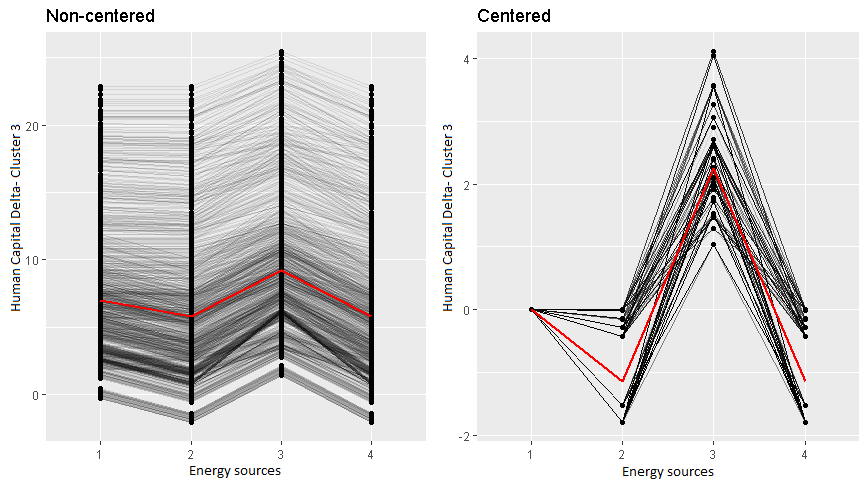 Non-centered
Human Capital Delta- Cluster 3
20
10
0
1 2 3 4
Energy sources
Centered
Human Capital Delta- Cluster 3
4
2
0
-2
1 2 3 4
Energy sources